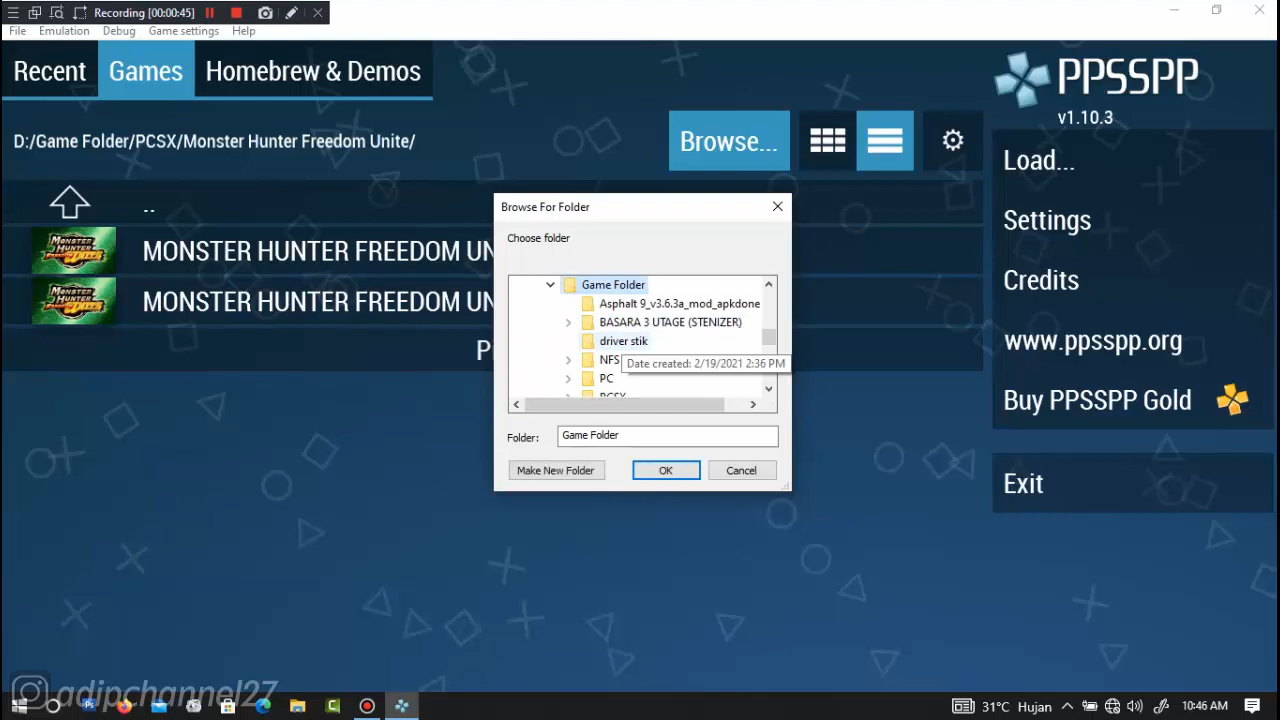 Recording [00:00:45]
File Emulation Debug Game settings Help
Recent Games Homebrew & Demos
PPSSPP
v1.10.3
D:/Game Folder/PCSX/Monster Hunter Freedom Unite/
Browse...
..
MONSTER HUNTER FREEDOM UN
MONSTER HUNTER FREEDOM UN
Browse For Folder
Choose folder
Game Folder
Asphalt 9_v3.6.3a_mod_apkdone
BASARA 3 UTAGE (STENIZER)
driver stik
NFS
Date created: 2/19/2021 2:36 PM
PC
PCSX
Folder: Game Folder
Make New Folder OK Cancel
Load...
Settings
Credits
www.ppsspp.org
Buy PPSSPP Gold
Exit
adipchannel27
31°C Hujan 10:46 AM